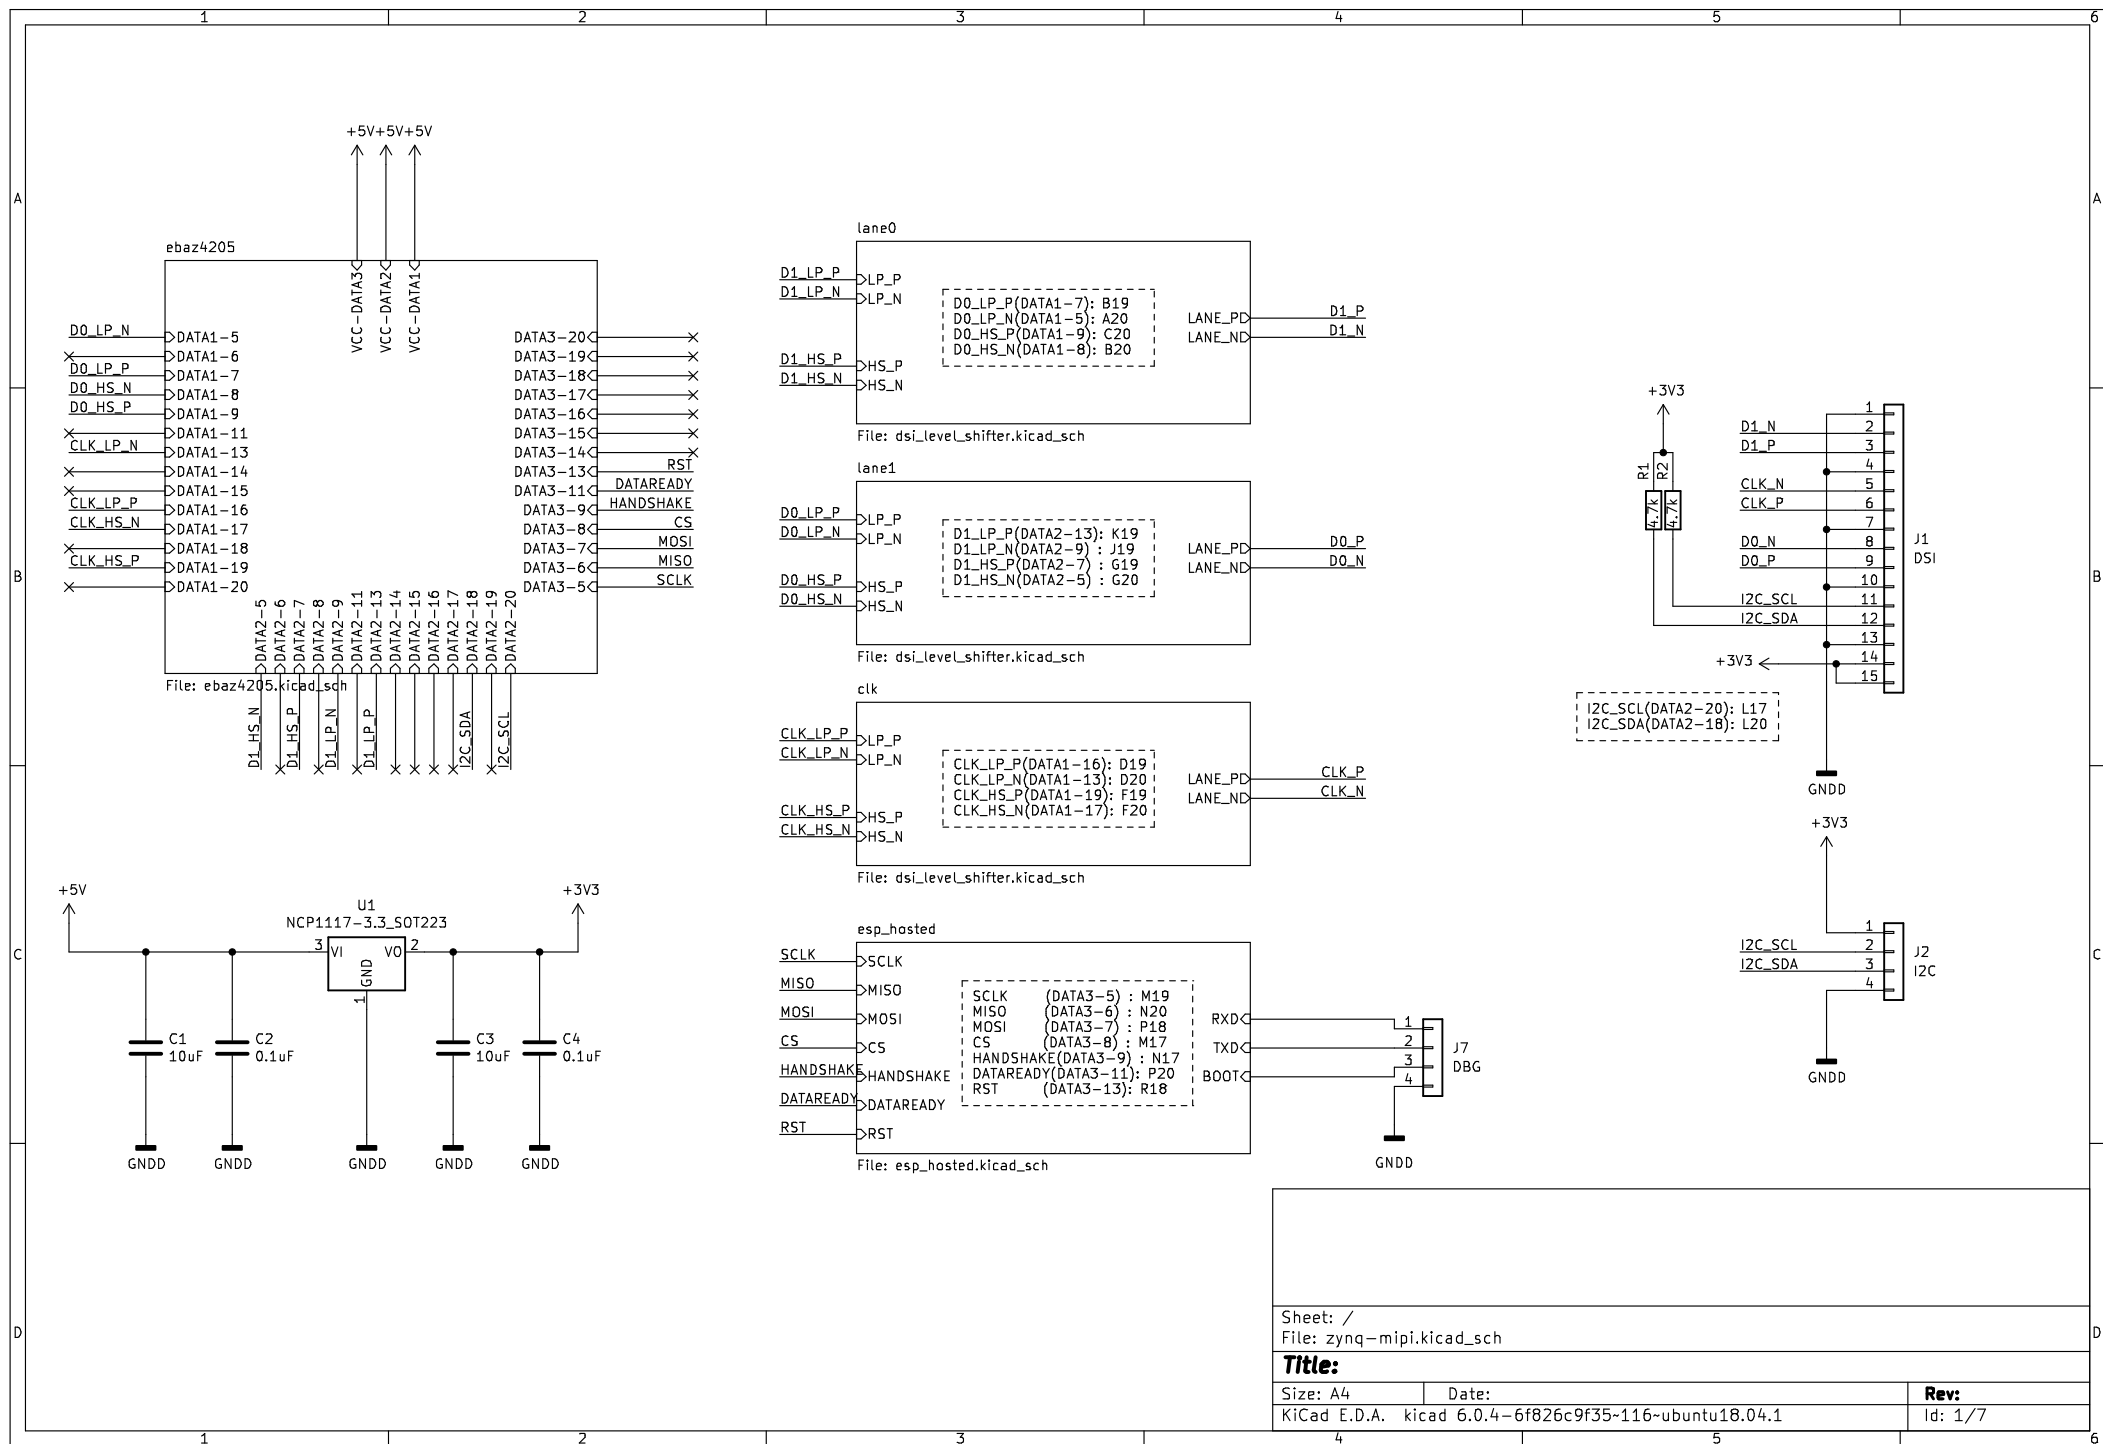 1 2 3 4 5 6
A
B
C
D
A
B
C
D
+5V +5V +5V
ebaz4205
VCC-DATA3
VCC-DATA2
VCC-DATA1
D0_LP_N DATA1-5
DATA1-6
D0_LP_P DATA1-7
D0_HS_N DATA1-8
D0_HS_P DATA1-9
DATA1-11
CLK_LP_N DATA1-13
DATA1-14
DATA1-15
CLK_LP_P DATA1-16
CLK_HS_N DATA1-17
DATA1-18
CLK_HS_P DATA1-19
DATA1-20
DATA3-20
DATA3-19
DATA3-18
DATA3-17
DATA3-16
DATA3-15
DATA3-14
DATA3-13 RST
DATA3-11 DATAREADY
DATA3-9 HANDSHAKE
DATA3-8 CS
DATA3-7 MOSI
DATA3-6 MISO
DATA3-5 SCLK
DATA2-5
DATA2-6
DATA2-7
DATA2-8
DATA2-9
DATA2-11
DATA2-13
DATA2-14
DATA2-15
DATA2-16
DATA2-17
DATA2-18
DATA2-19
DATA2-20
File: ebaz4205.kicad_sch
D1_HS_N
D1_HS_P
D1_LP_N
D1_LP_P
I2C_SDA
I2C_SCL
+5V
+3V3
U1
NCP1117-3.3_SOT223
3 VI VO 2
GND
1
C1
10uF
C2
0.1uF
C3
10uF
C4
0.1uF
GNDD GNDD GNDD GNDD GNDD
lane0
D1_LP_P LP_P
D1_LP_N LP_N
D1_HS_P HS_P
D1_HS_N HS_N
D0_LP_P(DATA1-7): B19
D0_LP_N(DATA1-5): A20
D0_HS_P(DATA1-9): C20
D0_HS_N(DATA1-8): B20
LANE_P D1_P
LANE_N D1_N
File: dsi_level_shifter.kicad_sch
lane1
D0_LP_P LP_P
D0_LP_N LP_N
D0_HS_P HS_P
D0_HS_N HS_N
D1_LP_P(DATA2-13): K19
D1_LP_N(DATA2-9) : J19
D1_HS_P(DATA2-7) : G19
D1_HS_N(DATA2-5) : G20
LANE_P D0_P
LANE_N D0_N
File: dsi_level_shifter.kicad_sch
clk
CLK_LP_P LP_P
CLK_LP_N LP_N
CLK_HS_P HS_P
CLK_HS_N HS_N
CLK_LP_P(DATA1-16): D19
CLK_LP_N(DATA1-13): D20
CLK_HS_P(DATA1-19): F19
CLK_HS_N(DATA1-17): F20
LANE_P CLK_P
LANE_N CLK_N
File: dsi_level_shifter.kicad_sch
esp_hosted
SCLK SCLK
MISO MISO
MOSI MOSI
CS CS
HANDSHAKE HANDSHAKE
DATAREADY DATAREADY
RST RST
SCLK (DATA3-5) : M19
MISO (DATA3-6) : N20
MOSI (DATA3-7) : P18
CS (DATA3-8) : M17
HANDSHAKE(DATA3-9) : N17
DATAREADY(DATA3-11): P20
RST (DATA3-13): R18
RXD
TXD
BOOT
1
2
3
4
J7
DBG
GNDD
File: esp_hosted.kicad_sch
+3V3
R1
R2
4.7k
4.7k
1
D1_N 2
D1_P 3
4
CLK_N 5
CLK_P 6
7
D0_N 8
D0_P 9
10
I2C_SCL 11
I2C_SDA 12
13
+3V3 14
15
J1
DSI
I2C_SCL(DATA2-20): L17
I2C_SDA(DATA2-18): L20
GNDD
+3V3
1
I2C_SCL 2
I2C_SDA 3
4
J2
I2C
GNDD
Sheet: /
File: zynq-mipi.kicad_sch
Title:
Size: A4 Date: Rev:
KiCad E.D.A. kicad 6.0.4-6f826c9f35~116~ubuntu18.04.1 Id: 1/7
1 2 3 4 5 6